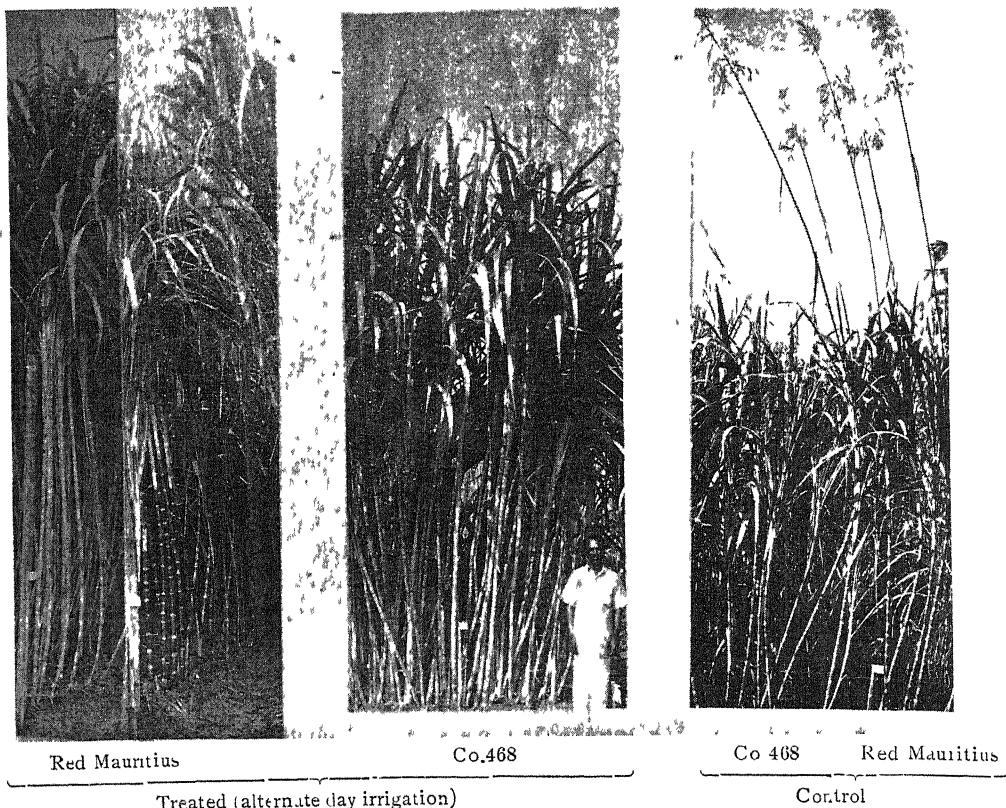 Red Mauritius Co.468 Co 468 Red Mauritius
Treated (alternate day irrigation) Control